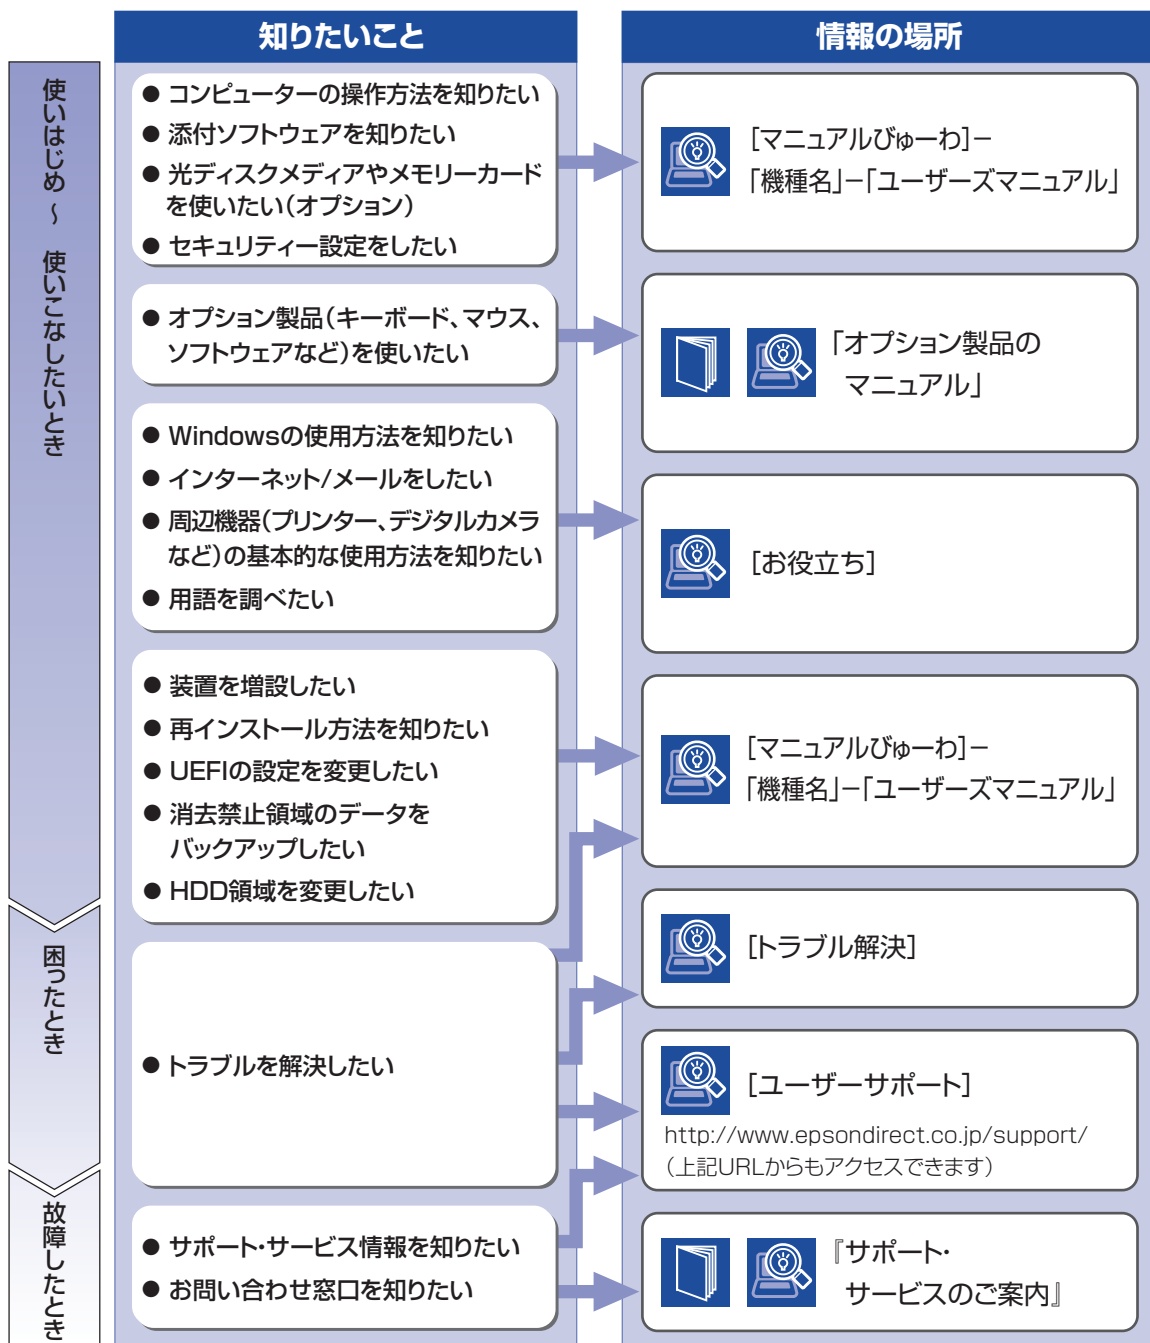 知りたいこと
情報の場所
使いはじめ ～ 使いこなしたいとき
● コンピューターの操作方法を知りたい
● 添付ソフトウェアを知りたい
● 光ディスクメディアやメモリーカード
を使いたい（オプション）
● セキュリティー設定をしたい
[マニュアルびゅーわ]－
「機種名」－「ユーザーズマニュアル」
● オプション製品（キーボード、マウス、
ソフトウェアなど）を使いたい
「オプション製品の
マニュアル」
● Windowsの使用方法を知りたい
● インターネット/メールをしたい
● 周辺機器（プリンター、デジタルカメラ
など）の基本的な使用方法を知りたい
● 用語を調べたい
[お役立ち]
● 装置を増設したい
● 再インストール方法を知りたい
● UEFIの設定を変更したい
● 消去禁止領域のデータを
バックアップしたい
● HDD領域を変更したい
[マニュアルびゅーわ]－
「機種名」－「ユーザーズマニュアル」
困ったとき
● トラブルを解決したい
[トラブル解決]
[ユーザーサポート]
http://www.epsondirect.co.jp/support/
（上記URLからもアクセスできます）
故障したとき
● サポート・サービス情報を知りたい
● お問い合わせ窓口を知りたい
『サポート・
サービスのご案内』